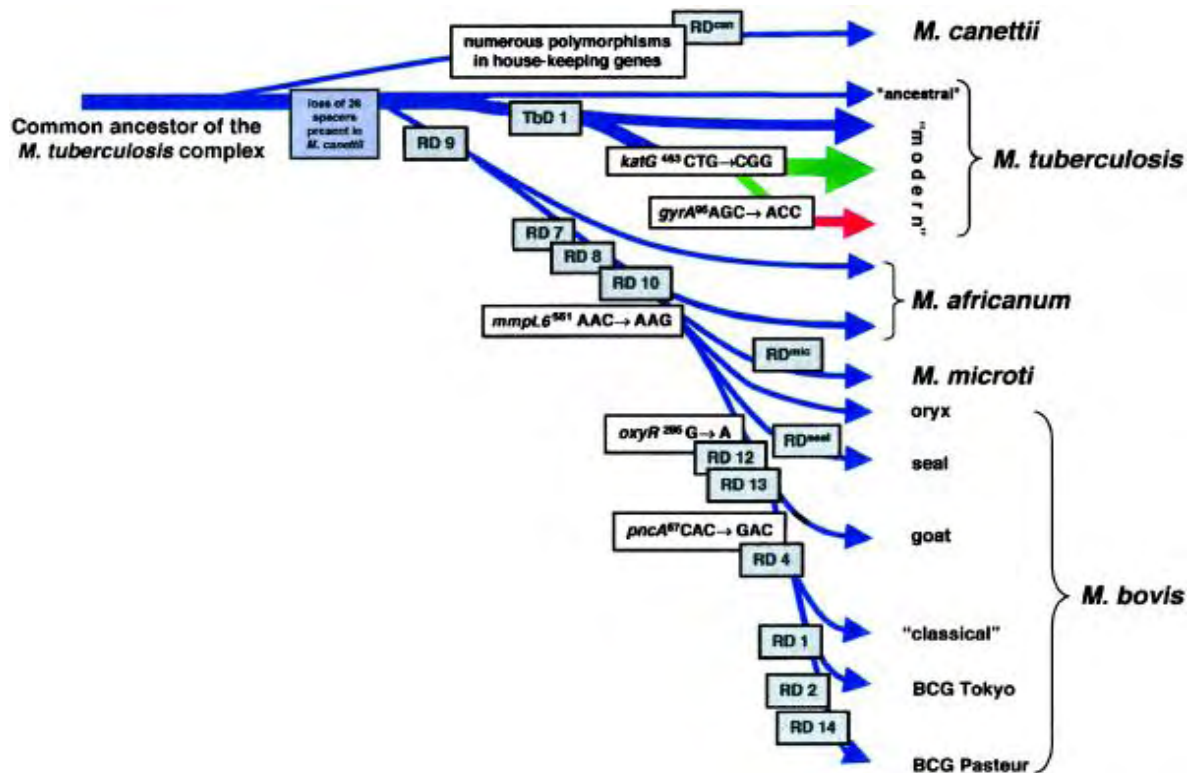 numerous polymorphisms
in house-keeping genes
RDcan
M. canettii
Common ancestor of the
M. tuberculosis complex
loss of 26
spacers
present in
M. canettii
RD 9
TbD 1
katG 463 CTG→CGG
gyrA95AGC→ ACC
"ancestral"
"modern"
M. tuberculosis
RD 7
RD 8
RD 10
mmpL6 551 AAC→ AAG
M. africanum
RDmic
M. microti
oryx
oxyR 285 G→ A
RD 12
RD 13
RDseal
seal
goat
pncA57CAC→ GAC
RD 4
"classical"
M. bovis
RD 1
BCG Tokyo
RD 2
RD 14
BCG Pasteur